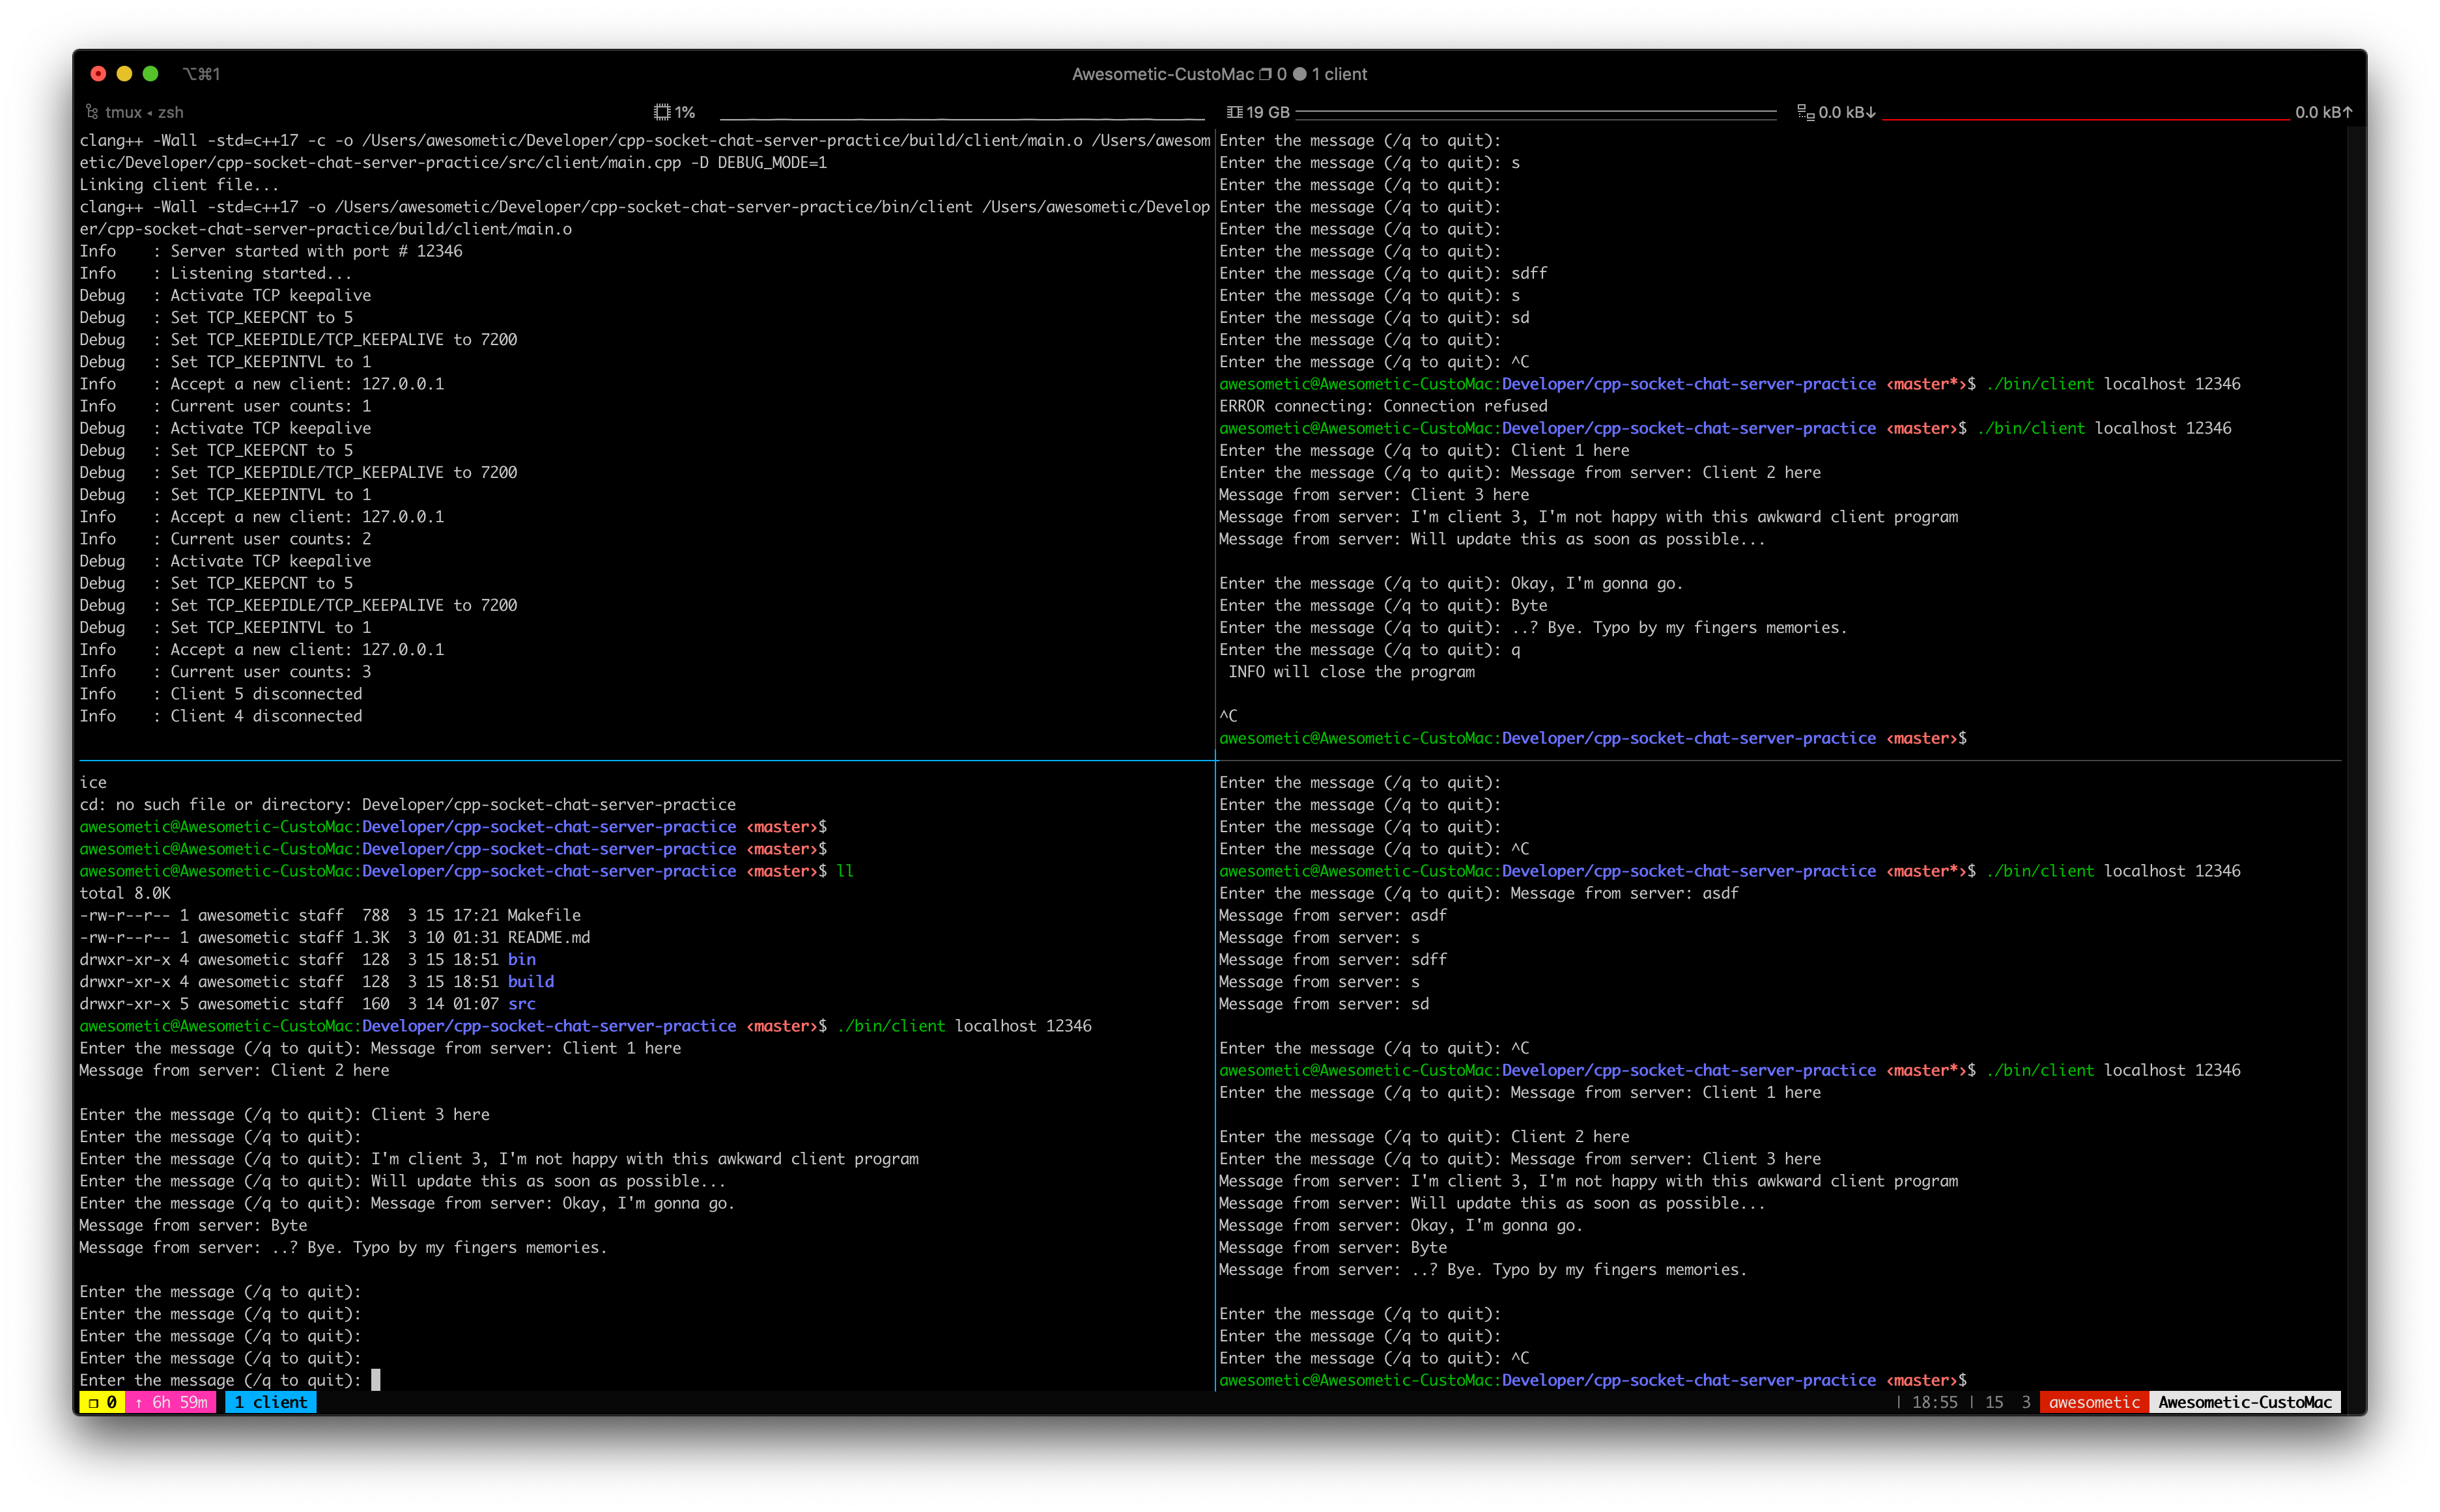 ⌥⌘1
Awesometic-CustoMac ❐ 0 ● 1 client
tmux ◂ zsh
1%
19 GB
0.0 kB↓
0.0 kB↑
clang++ -Wall -std=c++17 -c -o /Users/awesometic/Developer/cpp-socket-chat-server-practice/build/client/main.o /Users/awesom
etic/Developer/cpp-socket-chat-server-practice/src/client/main.cpp -D DEBUG_MODE=1
Linking client file...
clang++ -Wall -std=c++17 -o /Users/awesometic/Developer/cpp-socket-chat-server-practice/bin/client /Users/awesometic/Develop
er/cpp-socket-chat-server-practice/build/client/main.o
Info    : Server started with port # 12346
Info    : Listening started...
Debug   : Activate TCP keepalive
Debug   : Set TCP_KEEPCNT to 5
Debug   : Set TCP_KEEPIDLE/TCP_KEEPALIVE to 7200
Debug   : Set TCP_KEEPINTVL to 1
Info    : Accept a new client: 127.0.0.1
Info    : Current user counts: 1
Debug   : Activate TCP keepalive
Debug   : Set TCP_KEEPCNT to 5
Debug   : Set TCP_KEEPIDLE/TCP_KEEPALIVE to 7200
Debug   : Set TCP_KEEPINTVL to 1
Info    : Accept a new client: 127.0.0.1
Info    : Current user counts: 2
Debug   : Activate TCP keepalive
Debug   : Set TCP_KEEPCNT to 5
Debug   : Set TCP_KEEPIDLE/TCP_KEEPALIVE to 7200
Debug   : Set TCP_KEEPINTVL to 1
Info    : Accept a new client: 127.0.0.1
Info    : Current user counts: 3
Info    : Client 5 disconnected
Info    : Client 4 disconnected
Enter the message (/q to quit):
Enter the message (/q to quit): s
Enter the message (/q to quit):
Enter the message (/q to quit):
Enter the message (/q to quit):
Enter the message (/q to quit):
Enter the message (/q to quit): sdff
Enter the message (/q to quit): s
Enter the message (/q to quit): sd
Enter the message (/q to quit):
Enter the message (/q to quit): ^C
awesometic@Awesometic-CustoMac:Developer/cpp-socket-chat-server-practice ‹master*›$ ./bin/client localhost 12346
ERROR connecting: Connection refused
awesometic@Awesometic-CustoMac:Developer/cpp-socket-chat-server-practice ‹master›$ ./bin/client localhost 12346
Enter the message (/q to quit): Client 1 here
Enter the message (/q to quit): Message from server: Client 2 here
Message from server: Client 3 here
Message from server: I'm client 3, I'm not happy with this awkward client program
Message from server: Will update this as soon as possible...
Enter the message (/q to quit): Okay, I'm gonna go.
Enter the message (/q to quit): Byte
Enter the message (/q to quit): ..? Bye. Typo by my fingers memories.
Enter the message (/q to quit): q
INFO will close the program
^C
awesometic@Awesometic-CustoMac:Developer/cpp-socket-chat-server-practice ‹master›$
ice
cd: no such file or directory: Developer/cpp-socket-chat-server-practice
awesometic@Awesometic-CustoMac:Developer/cpp-socket-chat-server-practice ‹master›$
awesometic@Awesometic-CustoMac:Developer/cpp-socket-chat-server-practice ‹master›$
awesometic@Awesometic-CustoMac:Developer/cpp-socket-chat-server-practice ‹master›$ ll
total 8.0K
-rw-r--r-- 1 awesometic staff  788  3 15 17:21 Makefile
-rw-r--r-- 1 awesometic staff 1.3K  3 10 01:31 README.md
drwxr-xr-x 4 awesometic staff  128  3 15 18:51 bin
drwxr-xr-x 4 awesometic staff  128  3 15 18:51 build
drwxr-xr-x 5 awesometic staff  160  3 14 01:07 src
awesometic@Awesometic-CustoMac:Developer/cpp-socket-chat-server-practice ‹master›$ ./bin/client localhost 12346
Enter the message (/q to quit): Message from server: Client 1 here
Message from server: Client 2 here
Enter the message (/q to quit): Client 3 here
Enter the message (/q to quit):
Enter the message (/q to quit): I'm client 3, I'm not happy with this awkward client program
Enter the message (/q to quit): Will update this as soon as possible...
Enter the message (/q to quit): Message from server: Okay, I'm gonna go.
Message from server: Byte
Message from server: ..? Bye. Typo by my fingers memories.
Enter the message (/q to quit):
Enter the message (/q to quit):
Enter the message (/q to quit):
Enter the message (/q to quit):
Enter the message (/q to quit):
Enter the message (/q to quit):
Enter the message (/q to quit):
Enter the message (/q to quit):
Enter the message (/q to quit): ^C
awesometic@Awesometic-CustoMac:Developer/cpp-socket-chat-server-practice ‹master*›$ ./bin/client localhost 12346
Enter the message (/q to quit): Message from server: asdf
Message from server: asdf
Message from server: s
Message from server: sdff
Message from server: s
Message from server: sd
Enter the message (/q to quit): ^C
awesometic@Awesometic-CustoMac:Developer/cpp-socket-chat-server-practice ‹master*›$ ./bin/client localhost 12346
Enter the message (/q to quit): Message from server: Client 1 here
Enter the message (/q to quit): Client 2 here
Enter the message (/q to quit): Message from server: Client 3 here
Message from server: I'm client 3, I'm not happy with this awkward client program
Message from server: Will update this as soon as possible...
Message from server: Okay, I'm gonna go.
Message from server: Byte
Message from server: ..? Bye. Typo by my fingers memories.
Enter the message (/q to quit):
Enter the message (/q to quit):
Enter the message (/q to quit): ^C
awesometic@Awesometic-CustoMac:Developer/cpp-socket-chat-server-practice ‹master›$
❐ 0 ↑ 6h 59m 1 client | 18:55 | 15 3 awesometic Awesometic-CustoMac